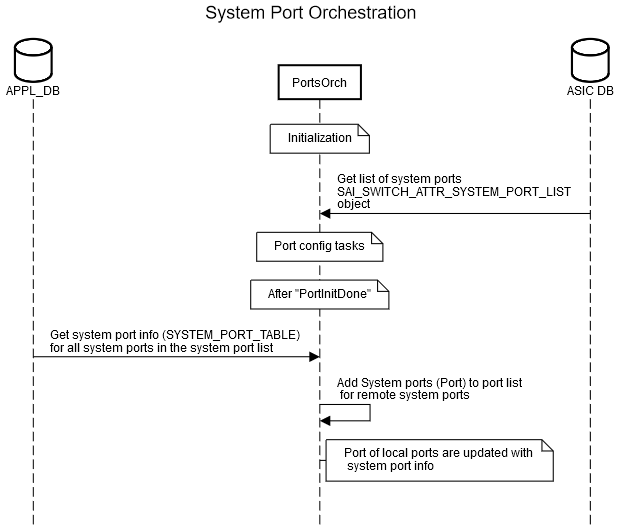 System Port Orchestration
APPL_DB
PortsOrch
ASIC DB
Initialization
Get list of system ports
SAI_SWITCH_ATTR_SYSTEM_PORT_LIST
object
Port config tasks
After "PortInitDone"
Get system port info (SYSTEM_PORT_TABLE)
for all system ports in the system port list
Add System ports (Port) to port list
for remote system ports
Port of local ports are updated with
system port info